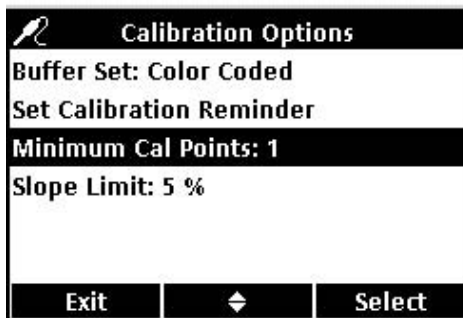 Calibration Options
Buffer Set: Color Coded
Set Calibration Reminder
Minimum Cal Points: 1
Slope Limit: 5 %
Exit Select